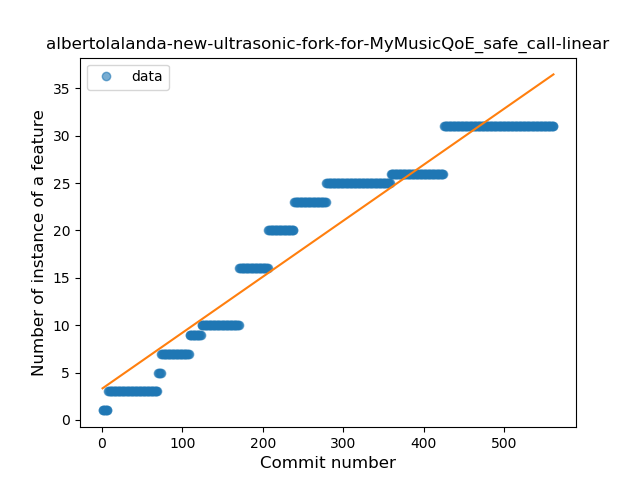 albertolalanda-new-ultrasonic-fork-for-MyMusicQoE_safe_call-linear
data
Number of instance of a feature
35
30
25
20
15
10
5
0
0 100 200 300 400 500
Commit number